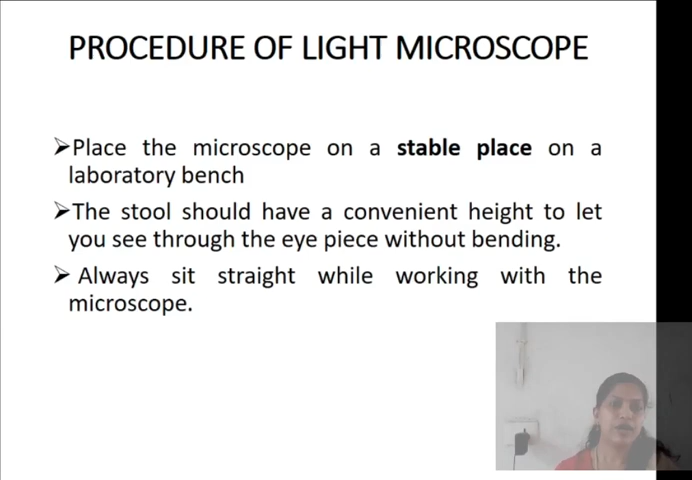 PROCEDURE OF LIGHT MICROSCOPE
➢Place the microscope on a stable place on a
laboratory bench
➢The stool should have a convenient height to let
you see through the eye piece without bending.
➢ Always sit straight while working with the
microscope.